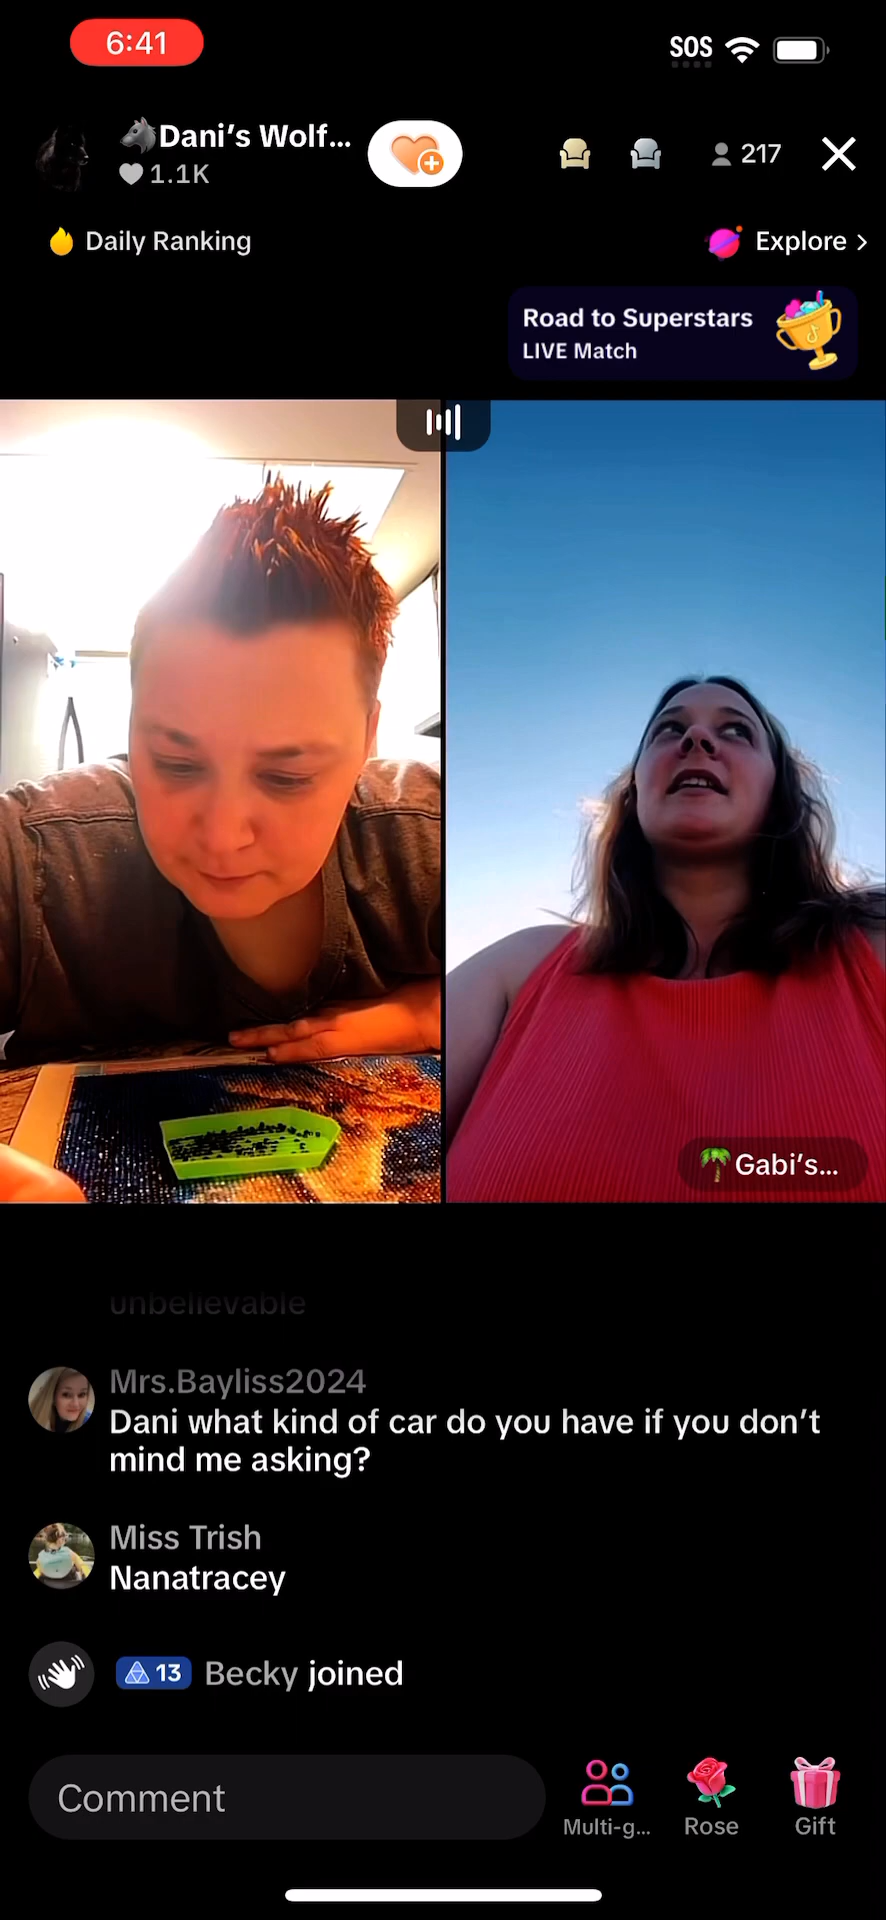 6:41
SOS
🐺Dani's Wolf...
1.1K
217
Daily Ranking
Explore >
Road to Superstars
LIVE Match
🌴Gabi's...
unbelievable
Mrs.Bayliss2024
Dani what kind of car do you have if you don't
mind me asking?
Miss Trish
Nanatracey
13 Becky joined
Comment
Multi-g...
Rose
Gift